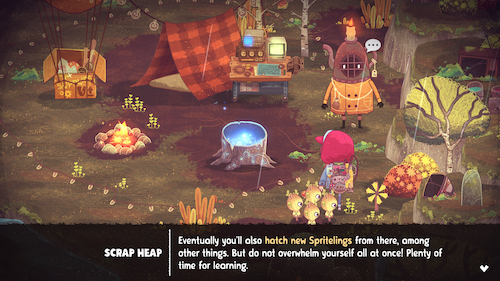 SCRAP HEAP
Eventually you'll also hatch new Spritelings from there, among
other things. But do not overwhelm yourself all at once! Plenty of
time for learning.